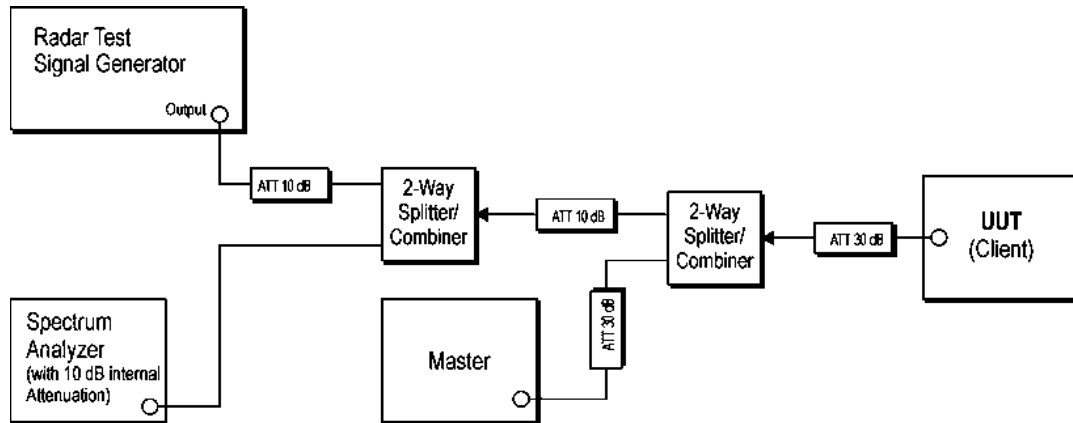 Radar Test
Signal Generator
Output
ATT 10 dB
2-Way
Splitter/
Combiner
ATT 10 dB
2-Way
Splitter/
Combiner
ATT 30 dB
UUT
(Client)
Spectrum
Analyzer
(with 10 dB internal
Attenuation)
Master
ATT 30 dB